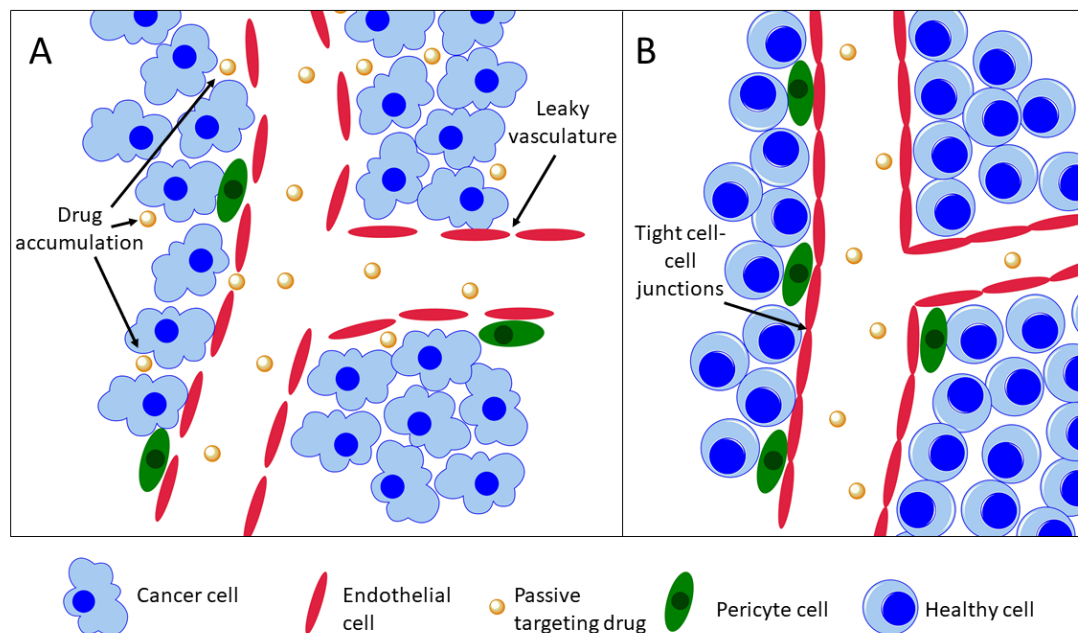 A
B
Leaky
vasculature
Drug
accumulation
Tight cell-
cell
junctions
Cancer cell
Endothelial
cell
Passive
targeting drug
Pericyte cell
Healthy cell